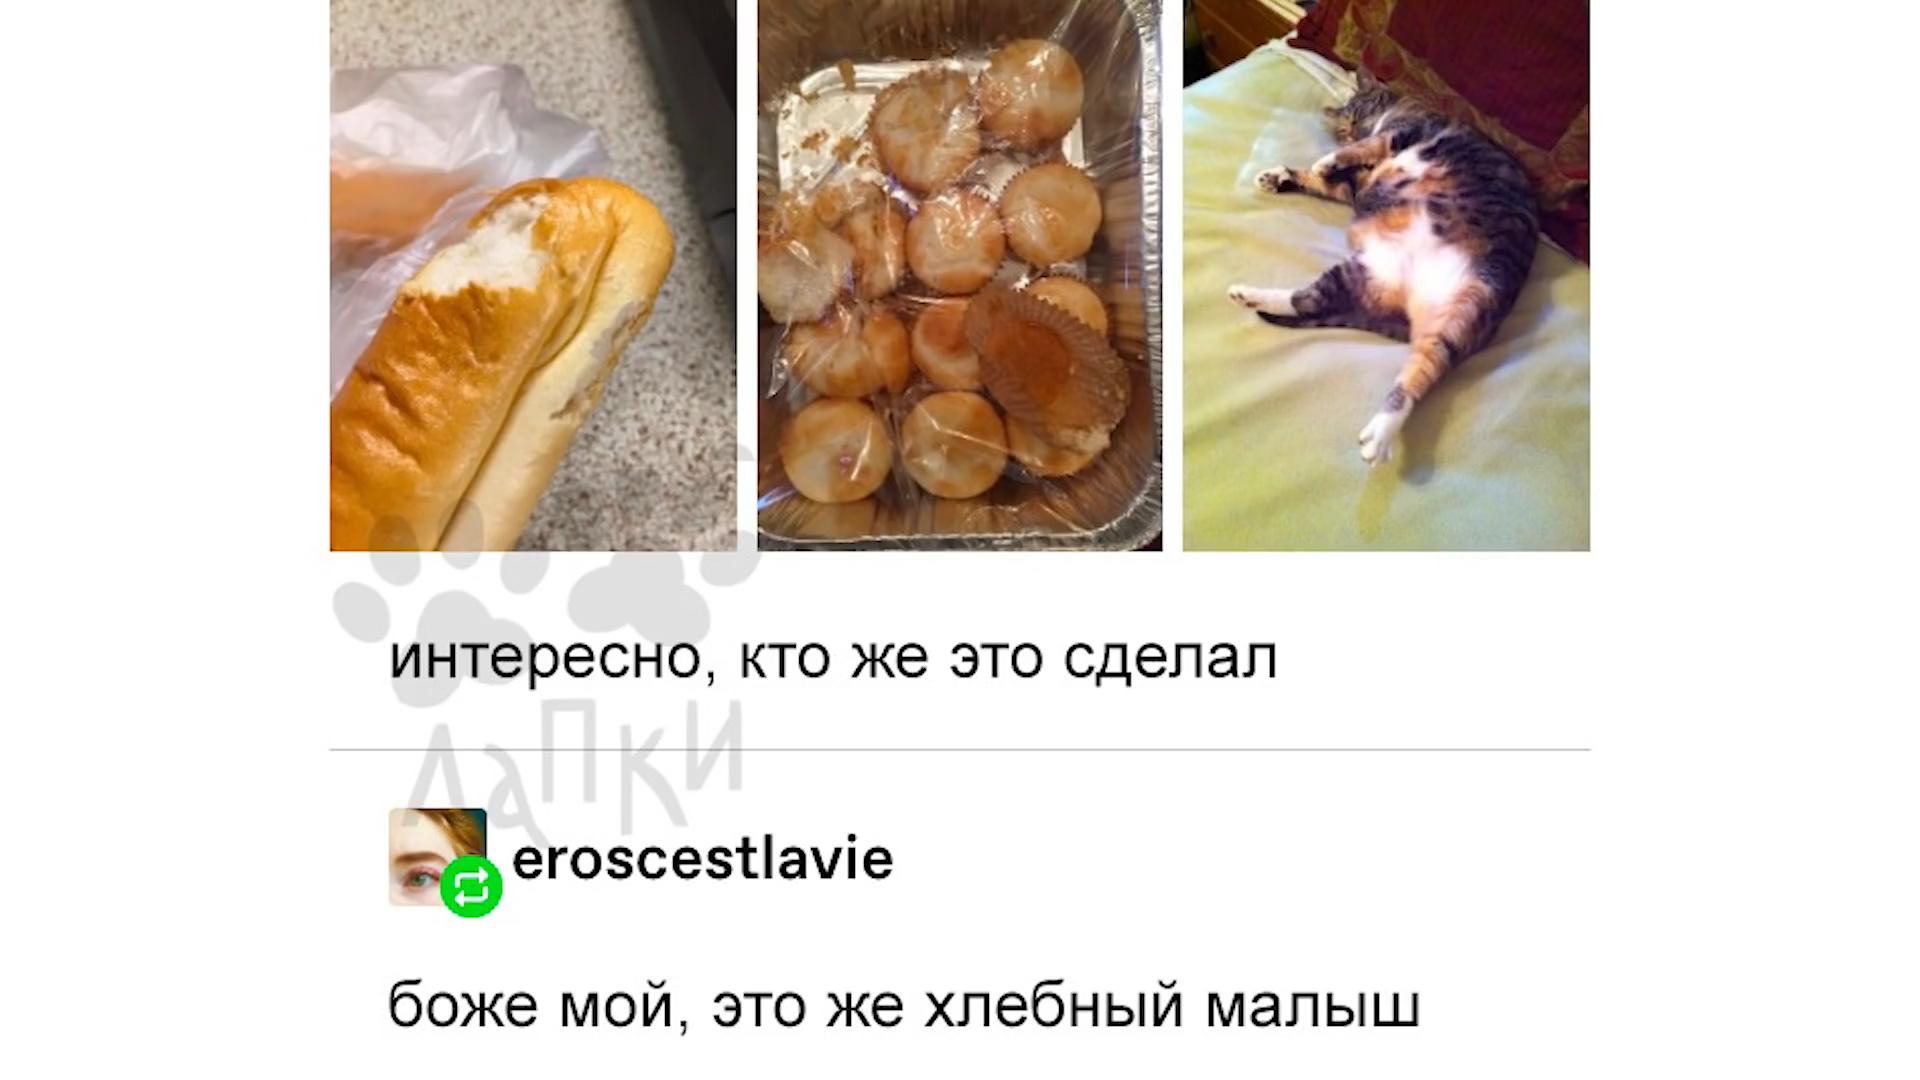 интересно, кто же это сделал
лапки
eroscestlavie
боже мой, это же хлебный малыш